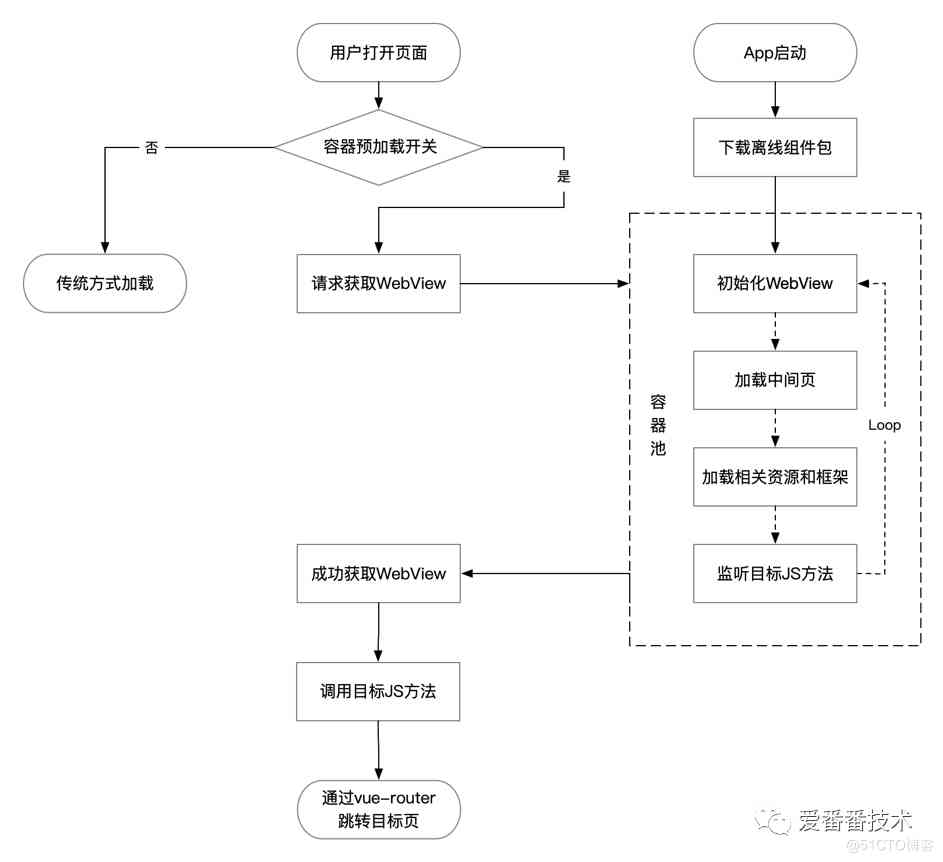 用户打开页面
App启动
容器预加载开关
否
是
下载离线组件包
传统方式加载
请求获取WebView
初始化WebView
加载中间页
容
器
池
Loop
加载相关资源和框架
成功获取WebView
监听目标JS方法
调用目标JS方法
通过vue-router
跳转目标页
爱番番技术
@51CTO博客